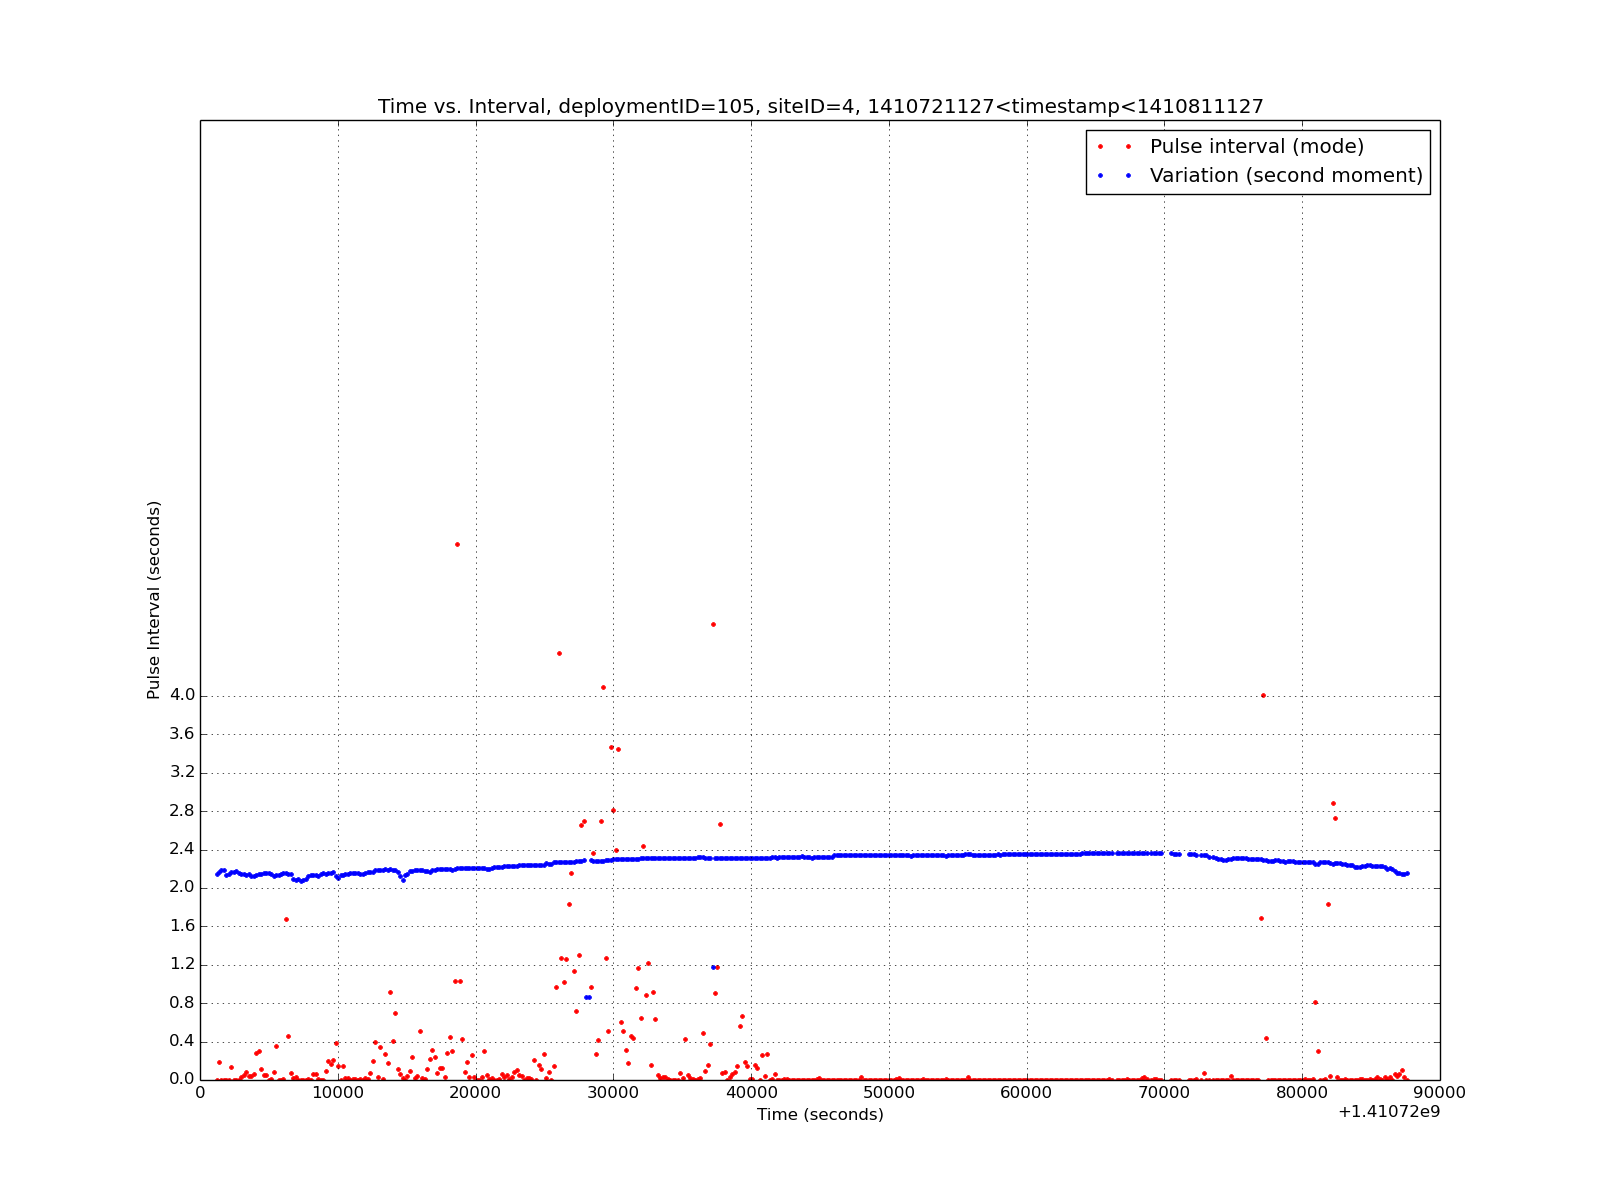 Time vs. Interval, deploymentID=105, siteID=4, 1410721127<timestamp<1410811127
Pulse interval (mode)
Variation (second moment)
Pulse Interval (seconds)
4.0
3.6
3.2
2.8
2.4
2.0
1.6
1.2
0.8
0.4
0.0
0 10000 20000 30000 40000 50000 60000 70000 80000 90000
Time (seconds)
+1.41072e9